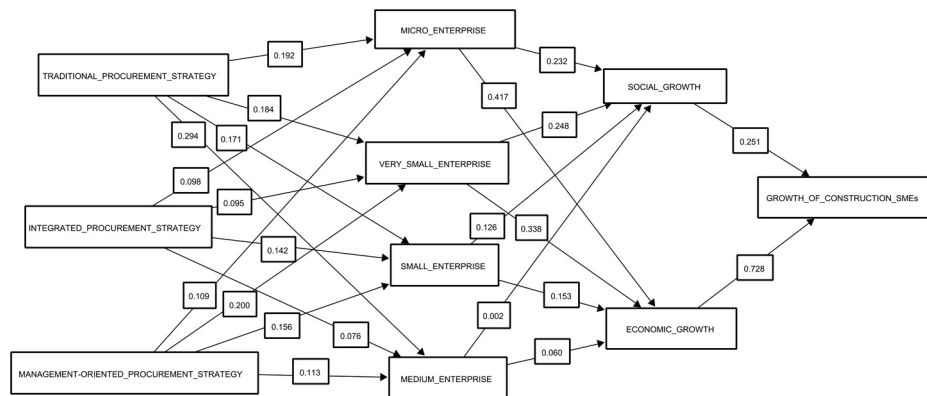 MICRO_ENTERPRISE
0.192
0.232
TRADITIONAL_PROCUREMENT_STRATEGY
SOCIAL_GROWTH
0.417
0.184
0.248
0.171
0.294
0.251
VERY_SMALL_ENTERPRISE
0.098
0.095
GROWTH_OF_CONSTRUCTION_SMEs
INTEGRATED_PROCUREMENT_STRATEGY
0.126
0.338
0.142
SMALL_ENTERPRISE
0.728
0.109
0.200
0.153
0.156
0.002
ECONOMIC_GROWTH
0.076
0.060
MANAGEMENT-ORIENTED_PROCUREMENT_STRATEGY
0.113
MEDIUM_ENTERPRISE